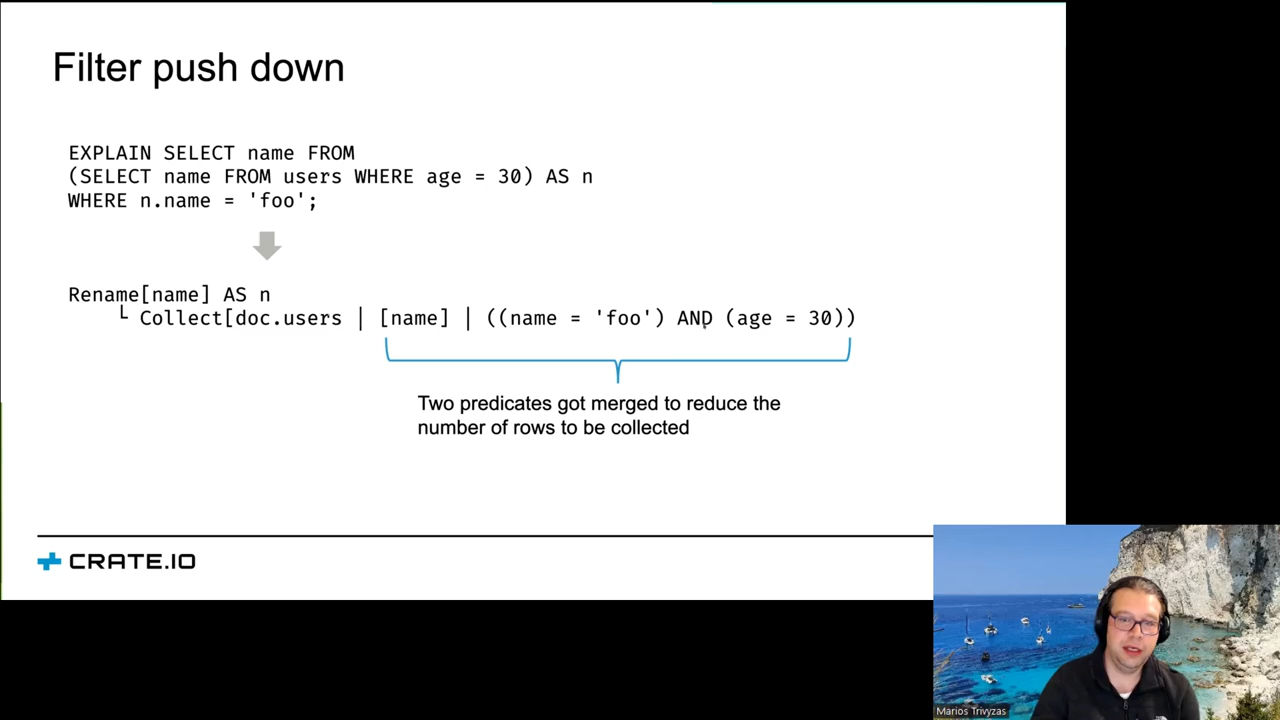 Filter push down
EXPLAIN SELECT name FROM
(SELECT name FROM users WHERE age = 30) AS n
WHERE n.name = 'foo';
Rename[name] AS n
└ Collect[doc.users | [name] | ((name = 'foo') AND (age = 30))
Two predicates got merged to reduce the
number of rows to be collected
CRATE.IO
Marios Trivyzas